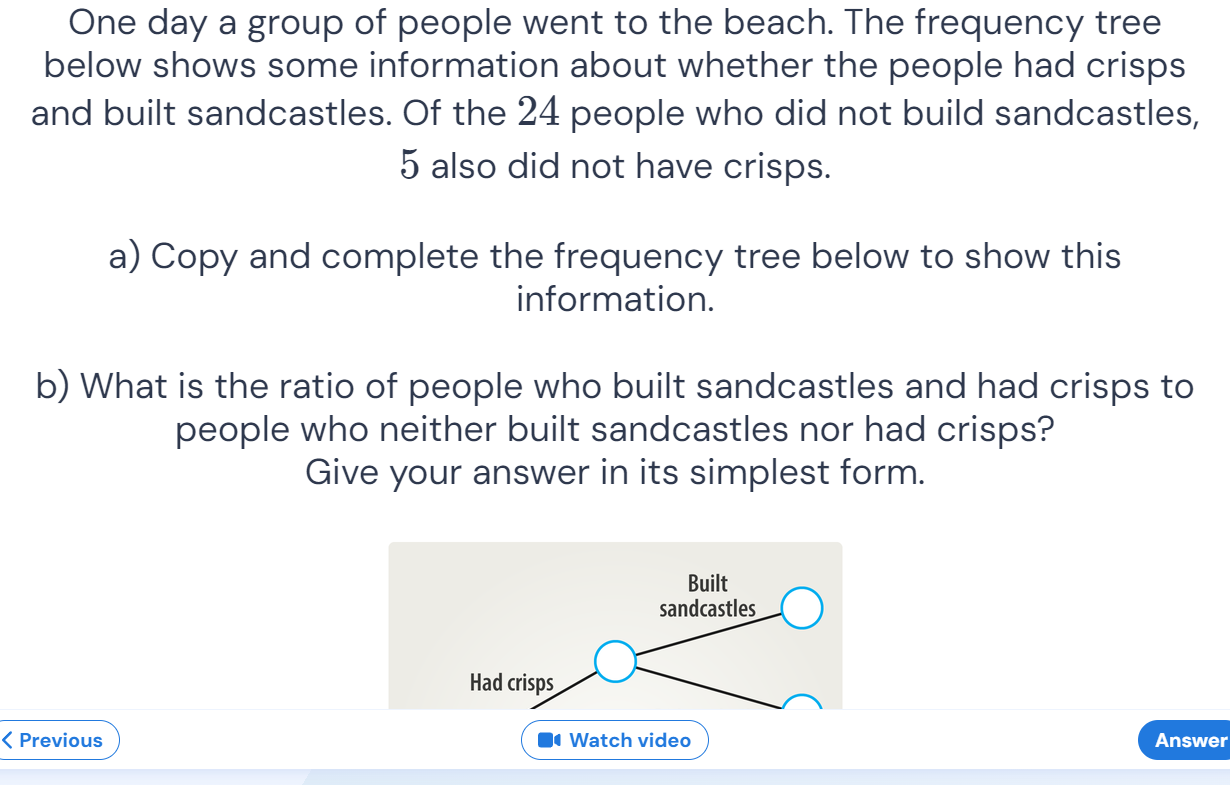 One day a group of people went to the beach. The frequency tree
below shows some information about whether the people had crisps
and built sandcastles. Of the 24 people who did not build sandcastles,
5 also did not have crisps.
a) Copy and complete the frequency tree below to show this
information.
b) What is the ratio of people who built sandcastles and had crisps to
people who neither built sandcastles nor had crisps?
Give your answer in its simplest form.
Built
sandcastles
Had crisps
Previous
Watch video
Answer